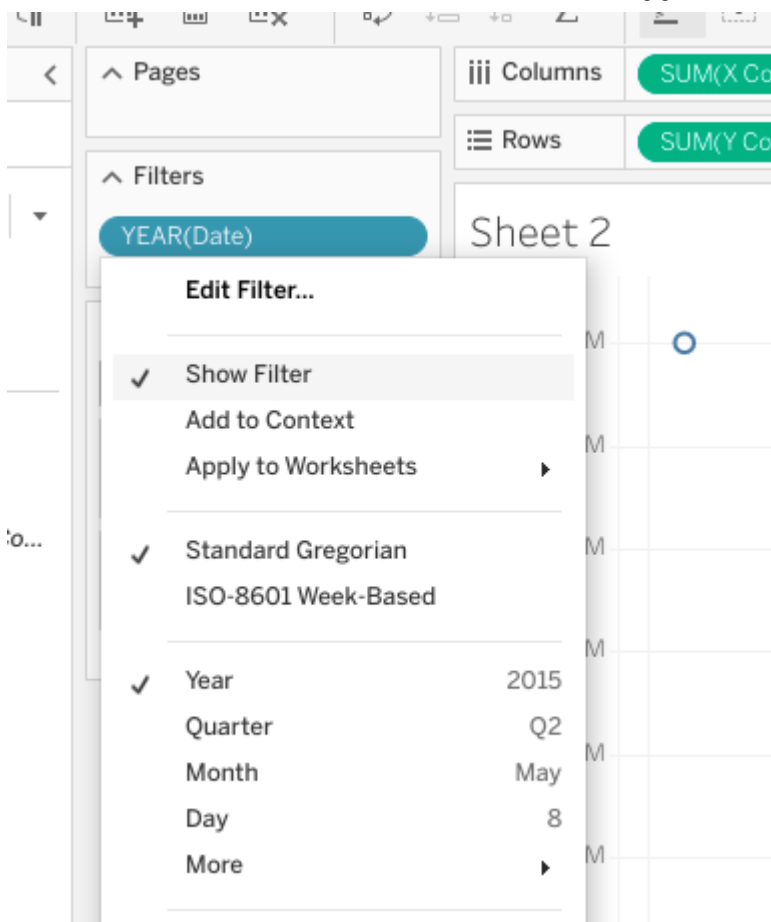 Pages
Columns
SUM(X Co
Rows
SUM(Y Co
Filters
YEAR(Date)
Sheet 2
Edit Filter...
Show Filter
Add to Context
Apply to Worksheets
Standard Gregorian
ISO-8601 Week-Based
Year 2015
Quarter Q2
Month May
Day 8
More
M
M
M
M
M
M
o...